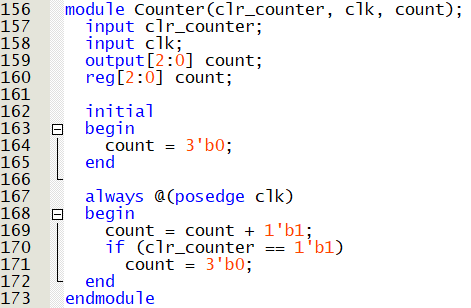 156 module Counter(clr_counter, clk, count);
157   input clr_counter;
158   input clk;
159   output[2:0] count;
160   reg[2:0] count;
161
162   initial
163   begin
164     count = 3'b0;
165   end
166
167   always @(posedge clk)
168   begin
169     count = count + 1'b1;
170     if (clr_counter == 1'b1)
171       count = 3'b0;
172   end
173 endmodule